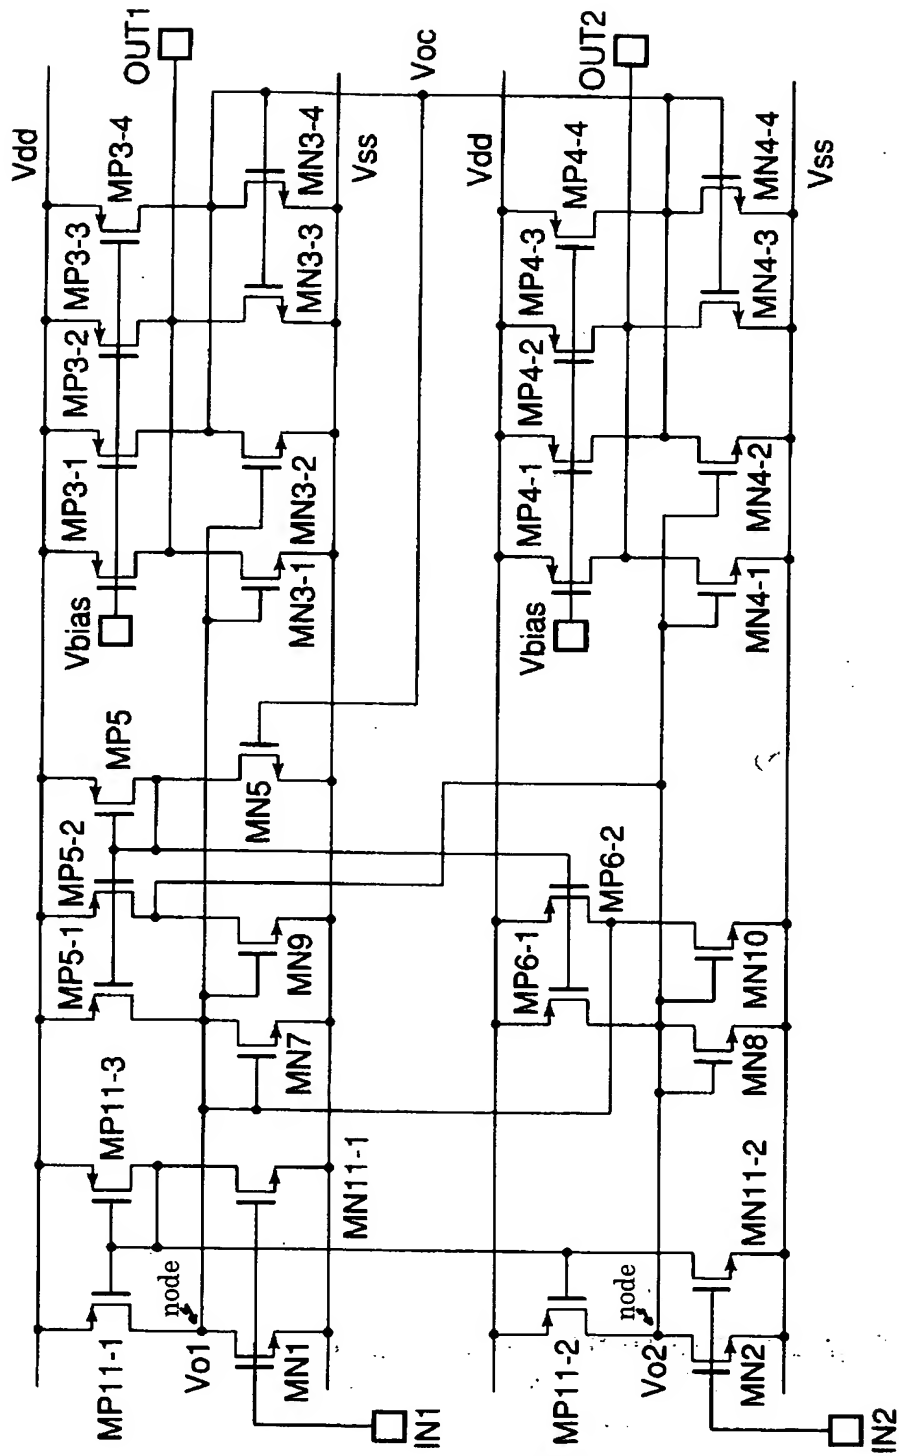 IN1
MP11-1
node
Vo1
MN1
MP11-3
MN11-1
MP5-1
MP5-2
MN7
MN9
MP5
MN5
Vbias
MP3-1
MP3-2
MP3-3
MP3-4
MN3-1
MN3-2
MN3-3
MN3-4
Vdd
Vss
OUT1
Voc
IN2
MP11-2
node
Vo2
MN2
MN11-2
MP6-1
MP6-2
MN8
MN10
Vbias
MP4-1
MP4-2
MP4-3
MP4-4
MN4-1
MN4-2
MN4-3
MN4-4
Vdd
Vss
OUT2